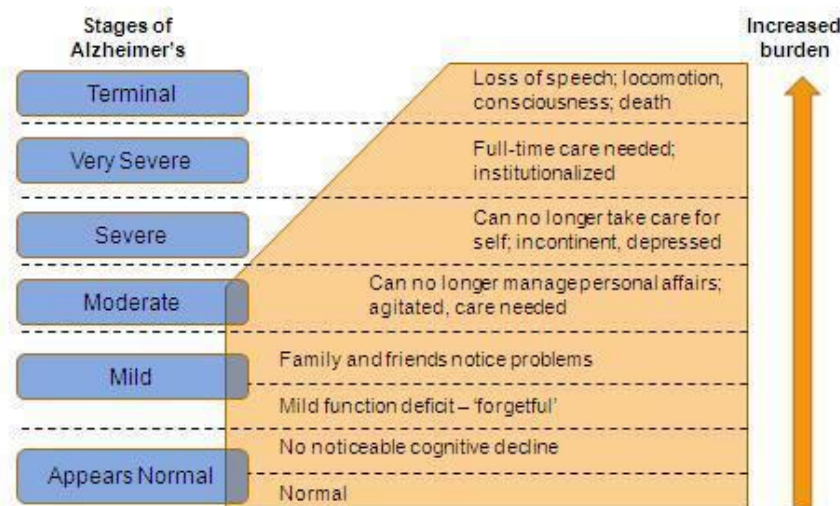 Stages of
Alzheimer's
Increased
burden
Terminal
Loss of speech; locomotion,
consciousness; death
Very Severe
Full-time care needed;
institutionalized
Severe
Can no longer take care for
self; incontinent, depressed
Moderate
Can no longer manage personal affairs;
agitated, care needed
Mild
Family and friends notice problems
Mild function deficit – 'forgetful'
Appears Normal
No noticeable cognitive decline
Normal